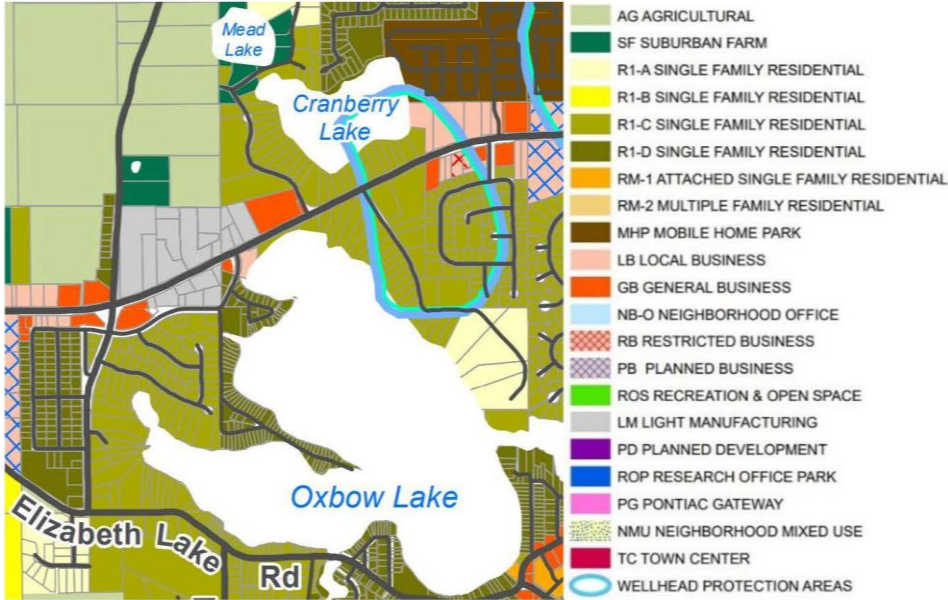 Mead
Lake
Cranberry
Lake
Oxbow Lake
Elizabeth Lake
Rd
AG AGRICULTURAL
SF SUBURBAN FARM
R1-A SINGLE FAMILY RESIDENTIAL
R1-B SINGLE FAMILY RESIDENTIAL
R1-C SINGLE FAMILY RESIDENTIAL
R1-D SINGLE FAMILY RESIDENTIAL
RM-1 ATTACHED SINGLE FAMILY RESIDENTIAL
RM-2 MULTIPLE FAMILY RESIDENTIAL
MHP MOBILE HOME PARK
LB LOCAL BUSINESS
GB GENERAL BUSINESS
NB-O NEIGHBORHOOD OFFICE
RB RESTRICTED BUSINESS
PB PLANNED BUSINESS
ROS RECREATION & OPEN SPACE
LM LIGHT MANUFACTURING
PD PLANNED DEVELOPMENT
ROP RESEARCH OFFICE PARK
PG PONTIAC GATEWAY
NMU NEIGHBORHOOD MIXED USE
TC TOWN CENTER
WELLHEAD PROTECTION AREAS